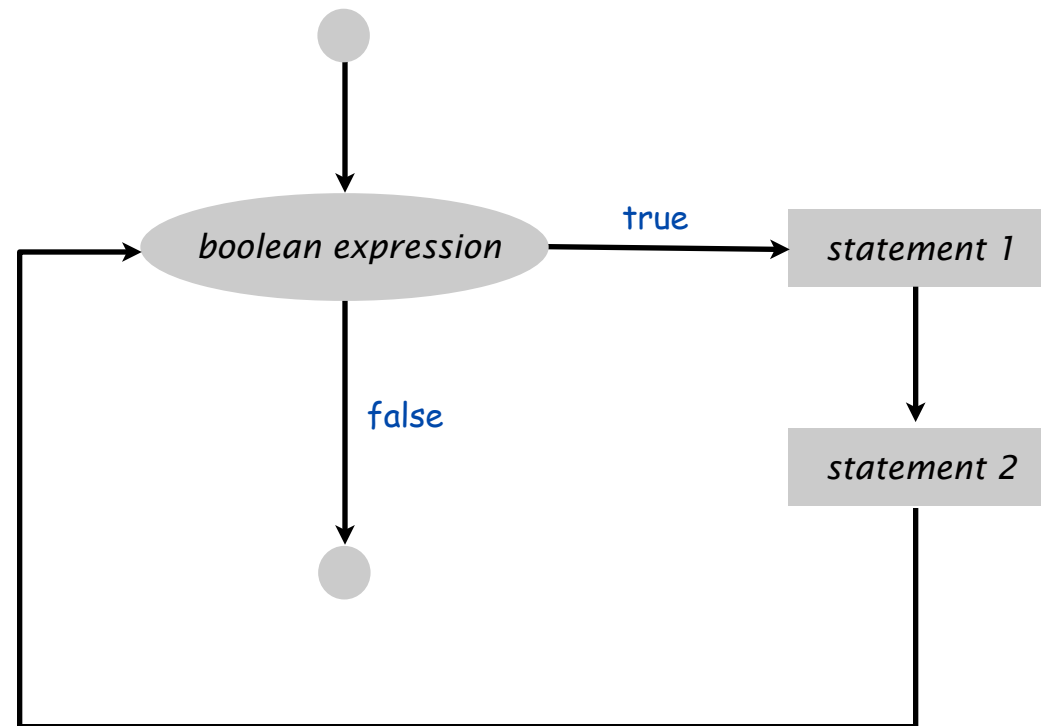 true
boolean expression
statement 1
false
statement 2